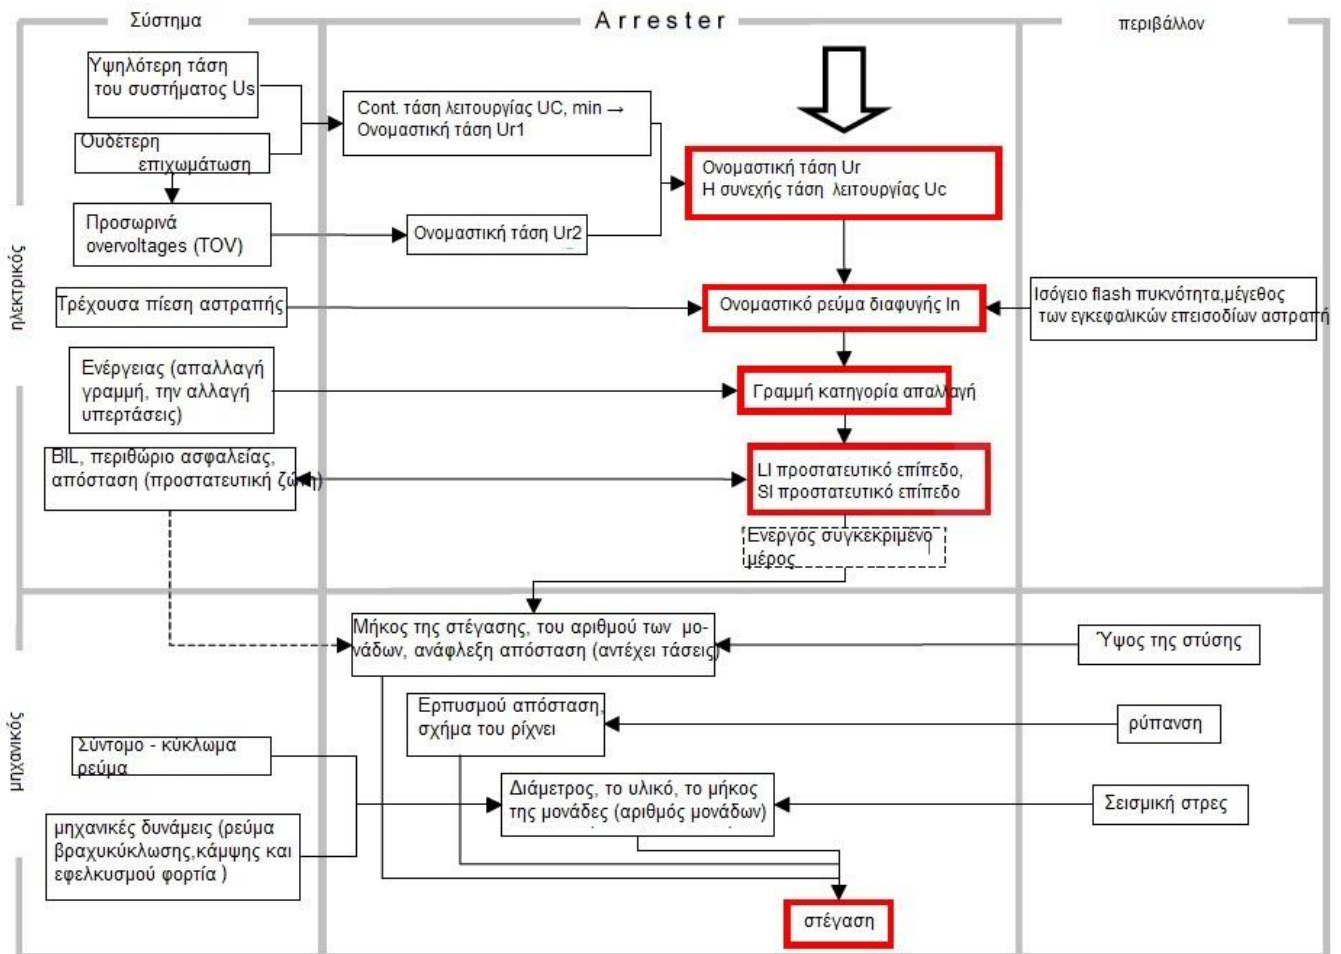 Σύστημα
Arrester
περιβάλλον
Υψηλότερη τάση
του συστήματος Us
Cont. τάση λειτουργίας UC, min →
Ονομαστική τάση Ur1
Ουδέτερη
επιχωμάτωση
Ονομαστική τάση Ur
Η συνεχής τάση λειτουργίας Uc
Προσωρινά
overvoltages (TOV)
Ονομαστική τάση Ur2
ηλεκτρικός
Τρέχουσα πίεση αστραπής
Ονομαστικό ρεύμα διαφυγής In
Ισόγειο flash πυκνότητα,μέγεθος
των εγκεφαλικών επεισοδίων αστραπή
Ενέργειας (απαλλαγή
γραμμή, την αλλαγή
υπερτάσεις)
Γραμμή κατηγορία απαλλαγή
BIL, περιθώριο ασφαλείας,
απόσταση (προστατευτική ζώνη)
LI προστατευτικό επίπεδο,
SI προστατευτικό επίπεδο
Ενεργός συγκεκριμένο
μέρος
Μήκος της στέγασης, του αριθμού των μο-
νάδων, ανάφλεξη απόσταση (αντέχει τάσεις)
Ύψος της στύσης
μηχανικός
Ερπυσμού απόσταση,
σχήμα του ρίχνει
ρύπανση
Σύντομο - κύκλωμα
ρεύμα
Διάμετρος, το υλικό, το μήκος
της μονάδες (αριθμός μονάδων)
Σεισμική στρες
μηχανικές δυνάμεις (ρεύμα
βραχυκύκλωσης,κάμψης και
εφελκυσμού φορτία )
στέγαση